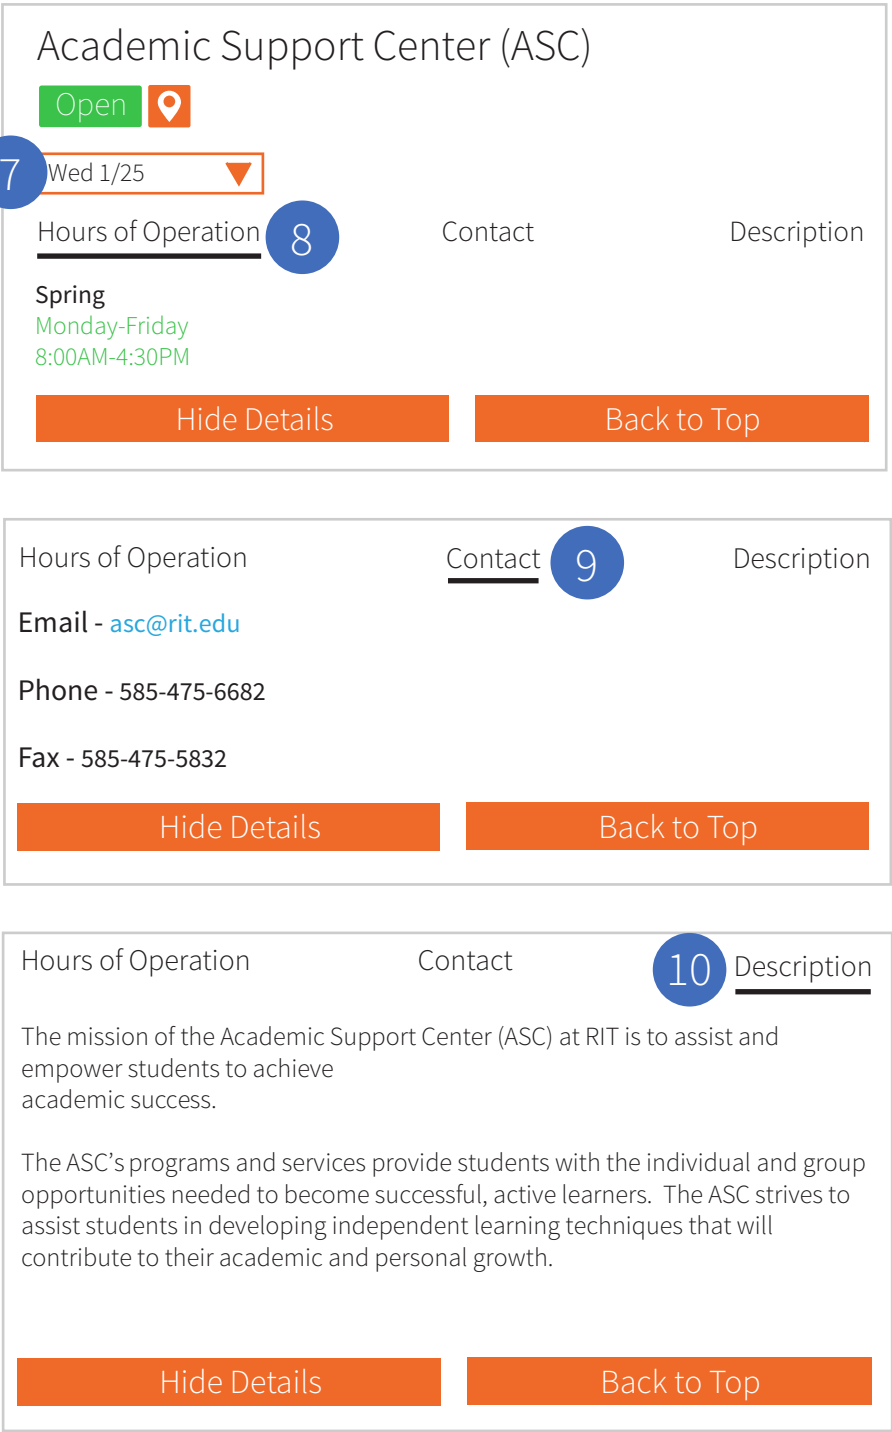 Academic Support Center (ASC)
Open
7 Wed 1/25
Hours of Operation 8 Contact Description
Spring
Monday-Friday
8:00AM-4:30PM
Hide Details Back to Top
Hours of Operation Contact 9 Description
Email - asc@rit.edu
Phone - 585-475-6682
Fax - 585-475-5832
Hide Details Back to Top
Hours of Operation Contact 10 Description
The mission of the Academic Support Center (ASC) at RIT is to assist and
empower students to achieve
academic success.
The ASC’s programs and services provide students with the individual and group
opportunities needed to become successful, active learners.  The ASC strives to
assist students in developing independent learning techniques that will
contribute to their academic and personal growth.
Hide Details Back to Top